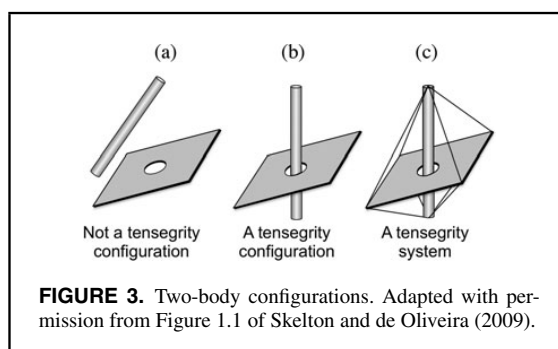 (a) (b) (c)
Not a tensegrity configuration
A tensegrity configuration
A tensegrity system
FIGURE 3. Two-body configurations. Adapted with per-
mission from Figure 1.1 of Skelton and de Oliveira (2009).